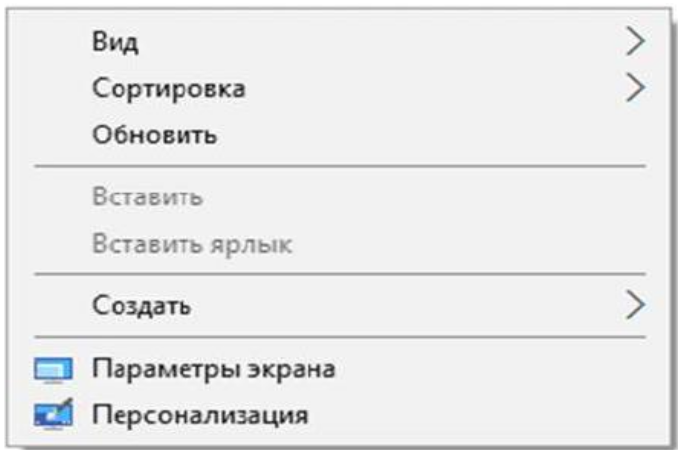 Вид
Сортировка
Обновить
Вставить
Вставить ярлык
Создать
Параметры экрана
Персонализация